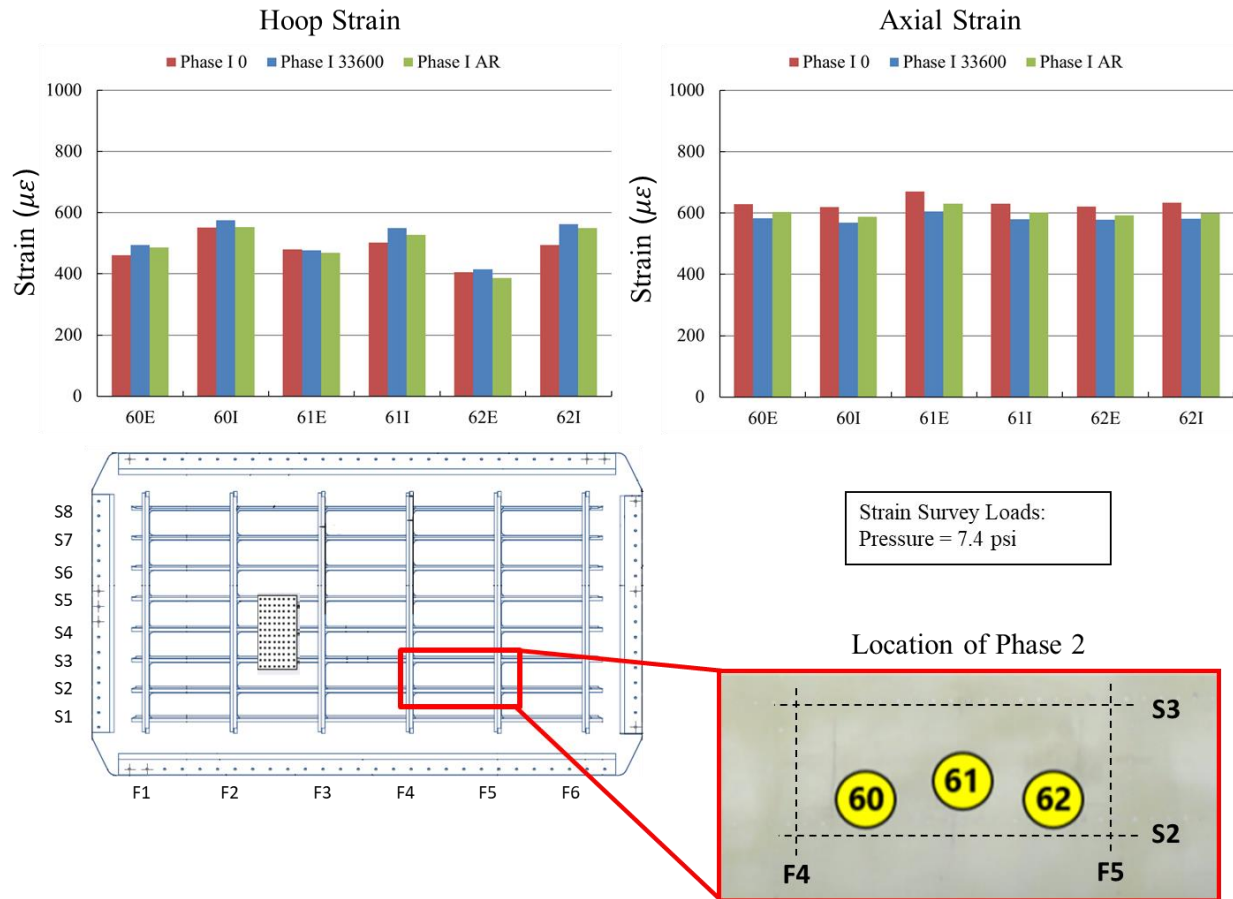 Hoop Strain
Phase I 0 Phase I 33600 Phase I AR
1000
800
600
400
200
0
Strain (με)
60E 60I 61E 61I 62E 62I
Axial Strain
Phase I 0 Phase I 33600 Phase I AR
1000
800
600
400
200
0
Strain (με)
60E 60I 61E 61I 62E 62I
S8
S7
S6
S5
S4
S3
S2
S1
F1 F2 F3 F4 F5 F6
Strain Survey Loads:
Pressure = 7.4 psi
Location of Phase 2
S3
60 61 62
S2
F4 F5